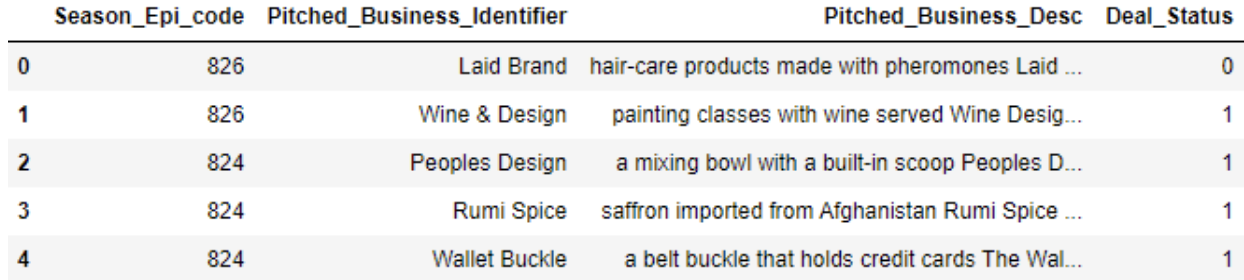 Season_Epi_code Pitched_Business_Identifier Pitched_Business_Desc Deal_Status
0 826 Laid Brand hair-care products made with pheromones Laid ... 0
1 826 Wine & Design painting classes with wine served Wine Desig... 1
2 824 Peoples Design a mixing bowl with a built-in scoop Peoples D... 1
3 824 Rumi Spice saffron imported from Afghanistan Rumi Spice ... 1
4 824 Wallet Buckle a belt buckle that holds credit cards The Wal... 1